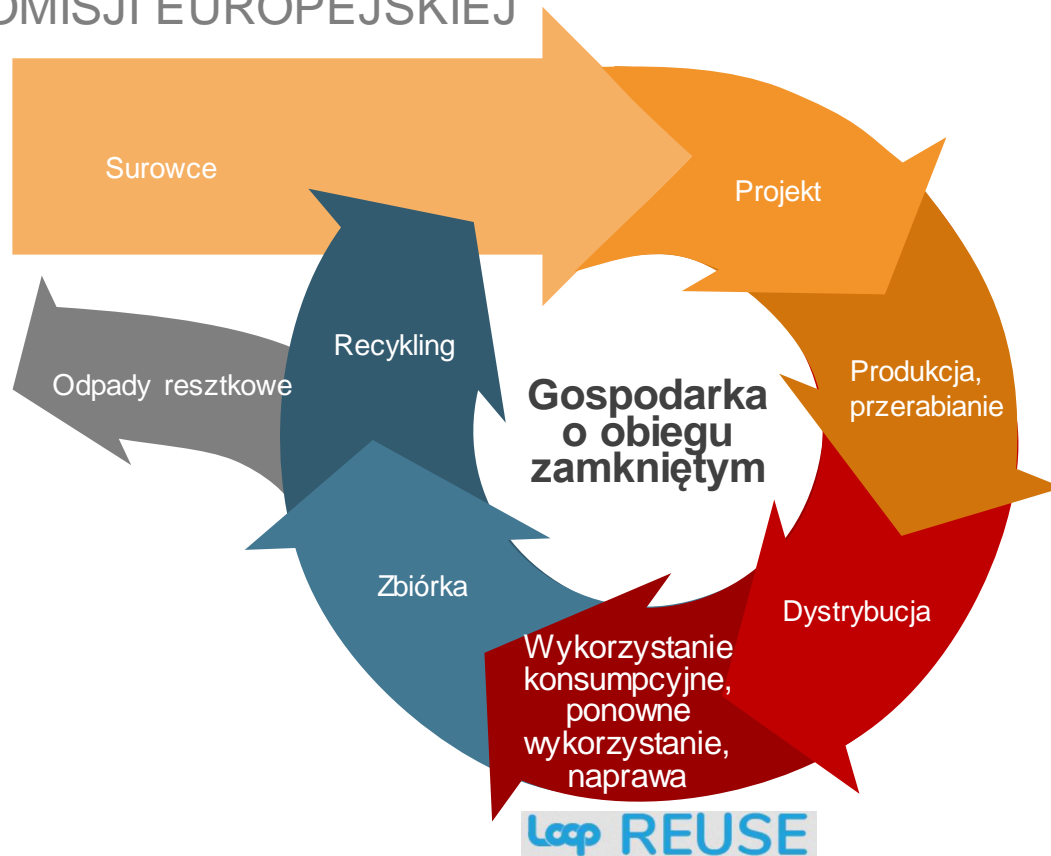 OMISJI EUROPEJSKIEJ
Surowce
Projekt
Recykling
Odpady resztkowe
Produkcja,
przerabianie
Gospodarka
o obiegu
zamkniętym
Zbiórka
Dystrybucja
Wykorzystanie
konsumpcyjne,
ponowne
wykorzystanie,
naprawa
Loop REUSE